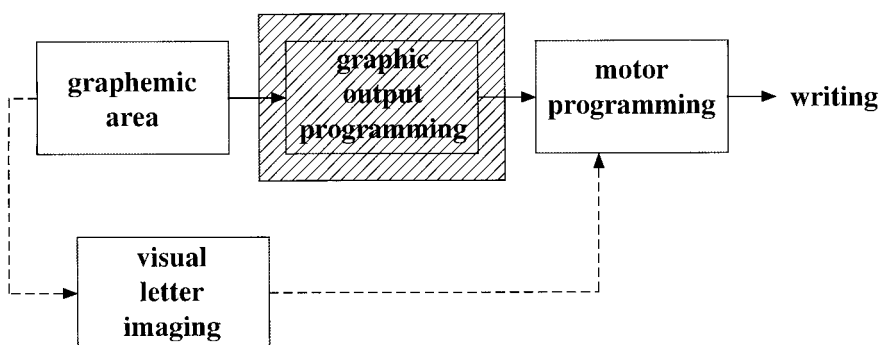 graphemic
area
graphic
output
programming
motor
programming
writing
visual
letter
imaging